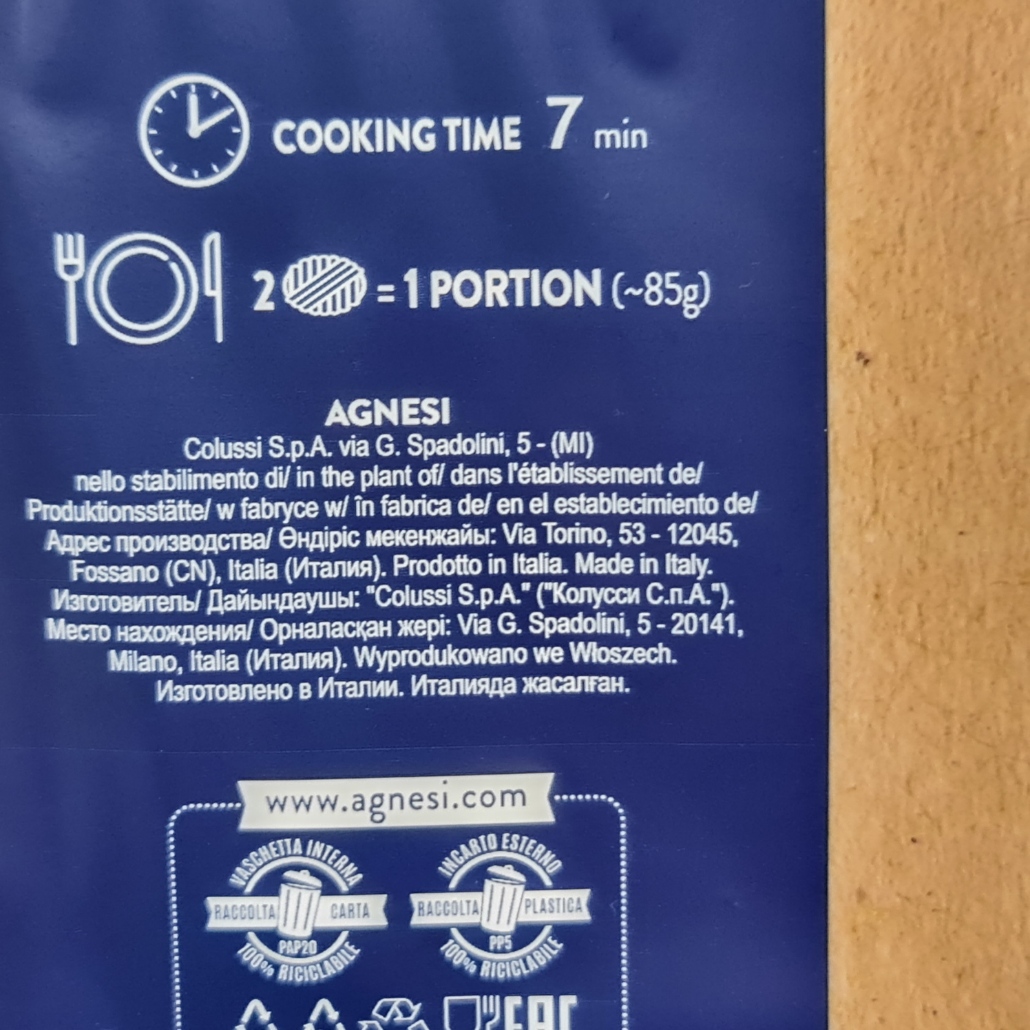 COOKING TIME 7 min
2 = 1 PORTION (~85g)
AGNESI
Colussi S.p.A. via G. Spadolini, 5 - (MI)
nello stabilimento di/ in the plant of/ dans l'établissement de/
Produktionsstätte/ w fabryce w/ în fabrica de/ en el establecimiento de/
Адрес производства/ Өндіріс мекенжайы: Via Torino, 53 - 12045,
Fossano (CN), Italia (Италия). Prodotto in Italia. Made in Italy.
Изготовитель/ Дайындаушы: "Colussi S.p.A." ("Колусси С.п.А.").
Место нахождения/ Орналасқан жері: Via G. Spadolini, 5 - 20141,
Milano, Italia (Италия). Wyprodukowano we Włoszech.
Изготовлено в Италии. Италияда жасалған.
www.agnesi.com
VASCHETTA INTERNA
RACCOLTA CARTA
PAP20
100% RICICLABILE
INCARTO ESTERNO
RACCOLTA PLASTICA
PP5
100% RICICLABILE
EAC